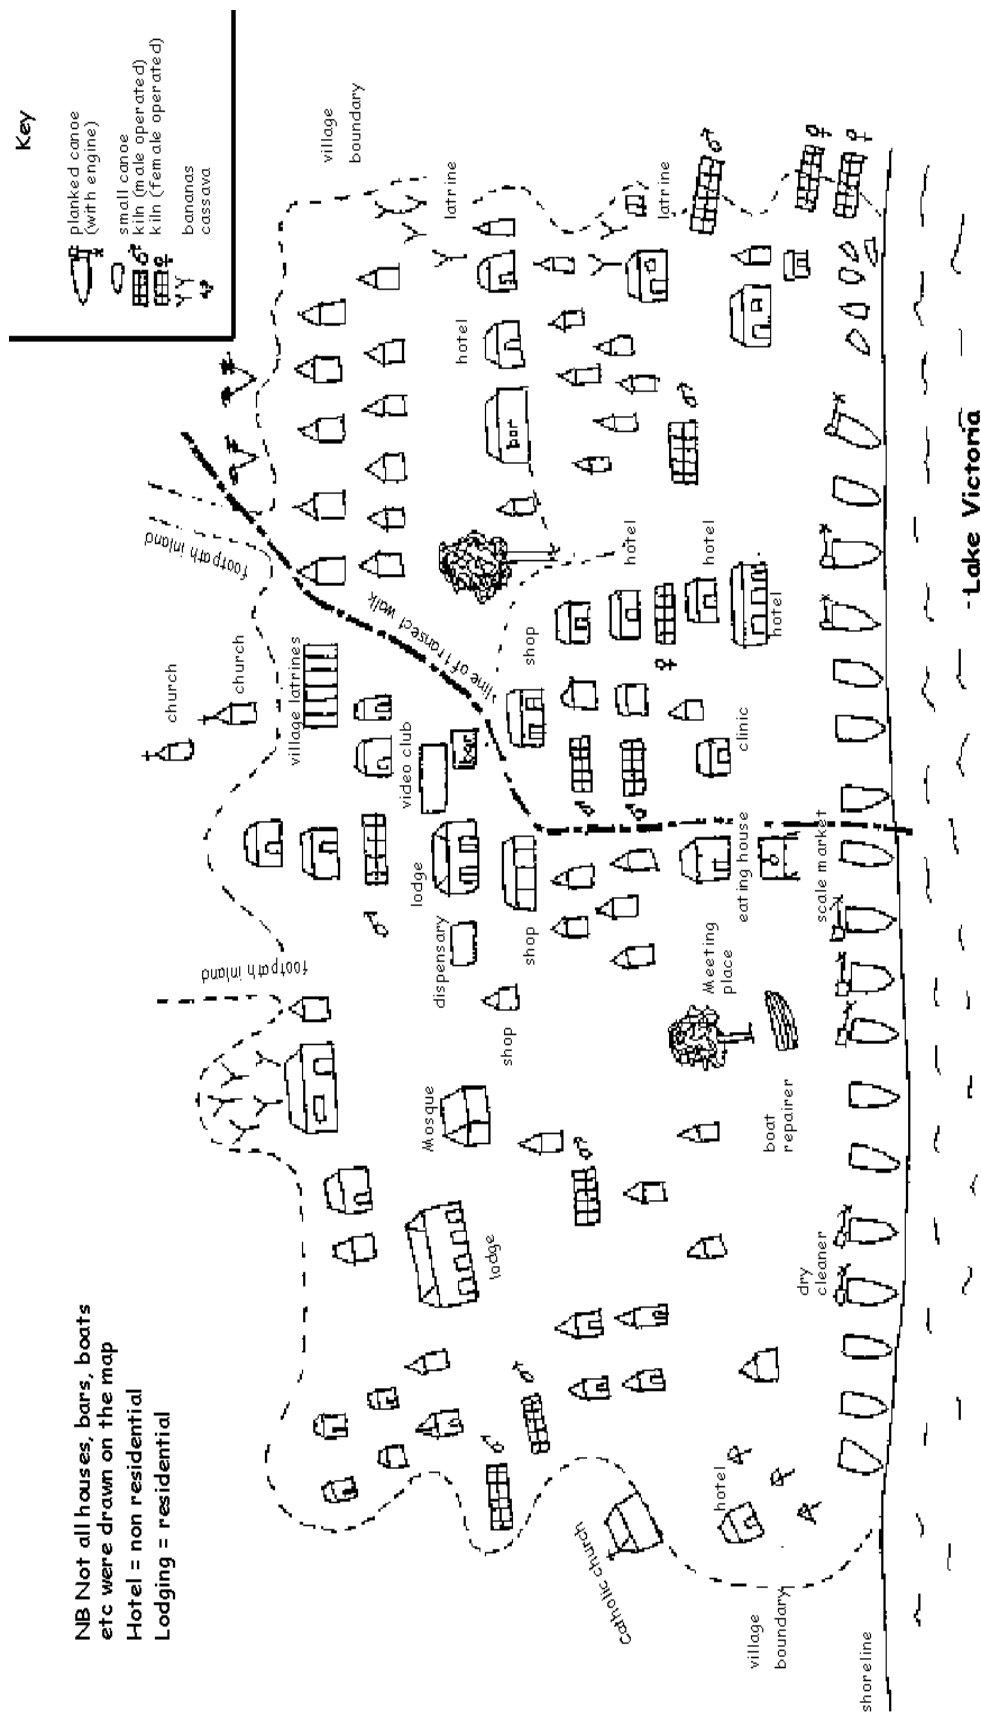 NB Not all houses, bars, boats
etc were drawn on the map
Hotel = non residential
Lodging = residential
Key
planked canoe
(with engine)
small canoe
kiln (male operated)
kiln (female operated)
bananas
cassava
village
boundary
church
church
footpath inland
footpath inland
village latrines
line of transect walk
latrine
latrine
hotel
bar
video club
bar
lodge
dispensary
shop
shop
shop
Mosque
lodge
hotel
hotel
hotel
clinic
eating house
scale market
Meeting
place
boat
repairer
dry
cleaner
hotel
Catholic church
village
boundary
shoreline
Lake Victoria